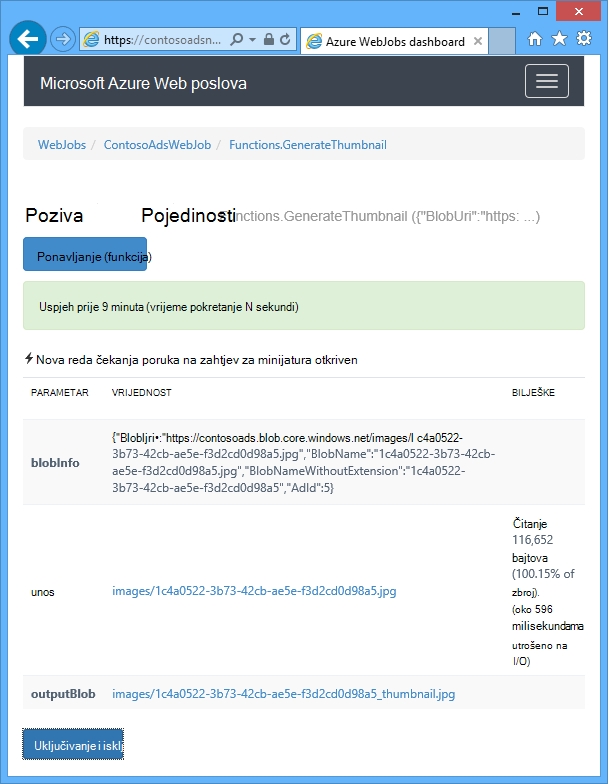 https://contosoadsn...
Azure WebJobs dashboard
Microsoft Azure Web poslova
WebJobs / ContosoAdsWebJob / Functions.GenerateThumbnail
Poziva Pojedinosti nctions.GenerateThumbnail ({"BlobUri":"https: ...)
Ponavljanje (funkcija)
Uspjeh prije 9 minuta (vrijeme pokretanje N sekundi)
Nova reda čekanja poruka na zahtjev za minijatura otkriven
PARAMETAR VRIJEDNOST BILJEŠKE
blobInfo
{"Blobljri•:"https://contosoads.blob.core.windows.net/images/l c4a0522-
3b73-42cb-ae5e-f3d2cd0d98a5.jpg","BlobName":"1c4a0522-3b73-42cb-
ae5e-f3d2cd0d98a5.jpg","BlobNameWithoutExtension":"1c4a0522-
3b73-42cb-ae5e-f3d2cd0d98a5","AdId":5}
unos
images/1c4a0522-3b73-42cb-ae5e-f3d2cd0d98a5.jpg
Čitanje
116,652
bajtova
(100.15% of
zbroj).
(oko 596
milisekundama
utrošeno na
I/O)
outputBlob
images/1c4a0522-3b73-42cb-ae5e-f3d2cd0d98a5_thumbnail.jpg
Uključivanje i isklj